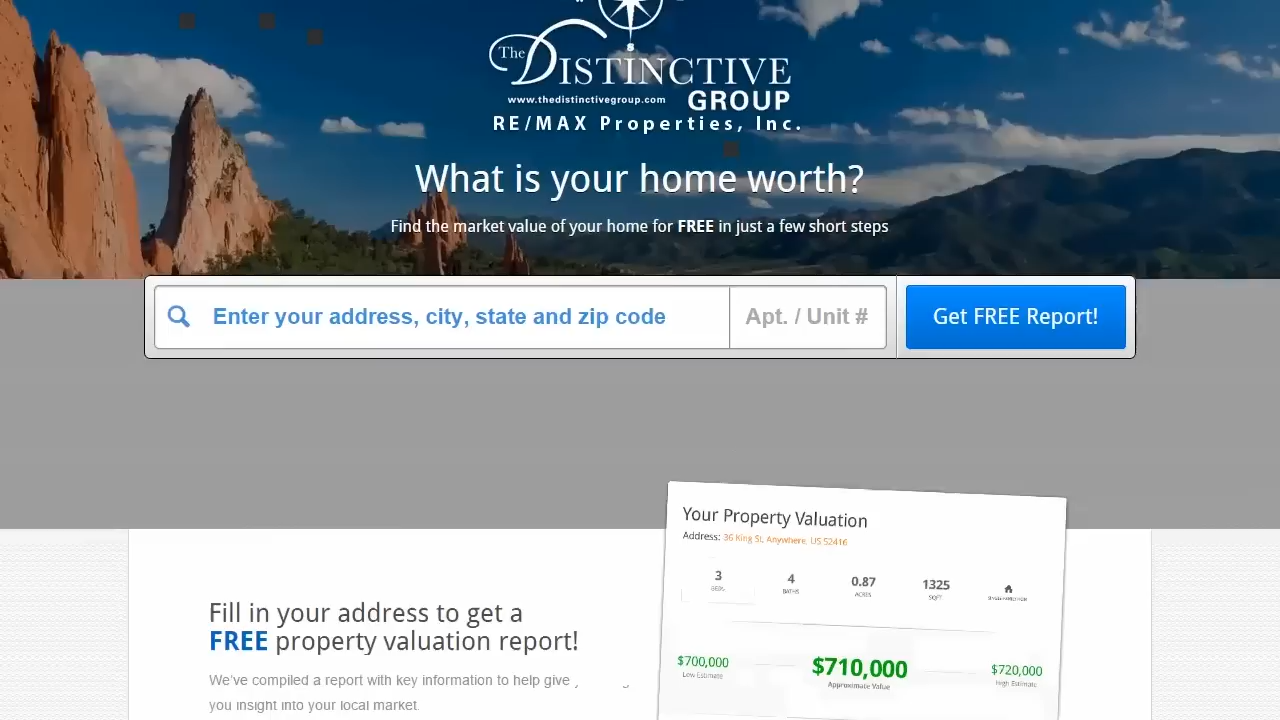 S
The DISTINCTIVE
www.thedistinctivegroup.com GROUP
RE/MAX Properties, Inc.
What is your home worth?
Find the market value of your home for FREE in just a few short steps
Enter your address, city, state and zip code Apt. / Unit # Get FREE Report!
Your Property Valuation
Address: 36 King St, Anywhere, US 52416
3 4 0.87 1325
BEDS BATHS ACRES SQFT
Fill in your address to get a
FREE property valuation report!
$700,000 $710,000 $720,000
Low Estimate Approximate Value High Estimate
We've compiled a report with key information to help give
you insight into your local market.